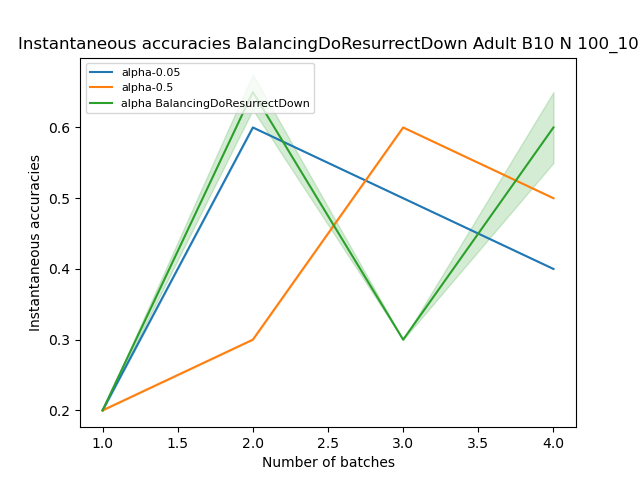 Instantaneous accuracies BalancingDoResurrectDown Adult B10 N 100_10
alpha-0.05
alpha-0.5
alpha BalancingDoResurrectDown
0.6
0.5
0.4
0.3
0.2
Instantaneous accuracies
1.0 1.5 2.0 2.5 3.0 3.5 4.0
Number of batches